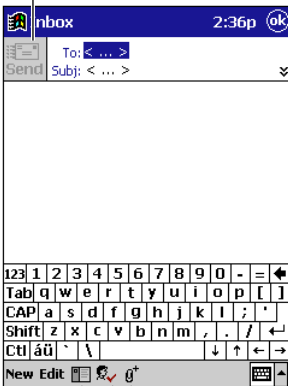 Inbox 2:36p ok
To: < ... >
Send Subj: < ... >
123 1 2 3 4 5 6 7 8 9 0 - =
Tab q w e r t y u i o p [ ]
CAP a s d f g h j k l ; '
Shift z x c v b n m , . /
Ctl áü ` \
New Edit